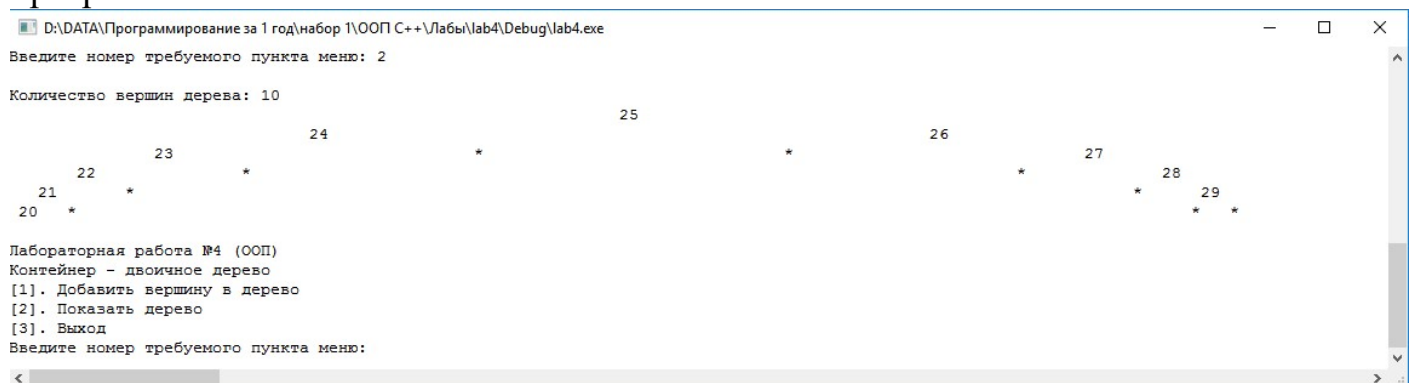 D:\DATA\Программирование за 1 год\набор 1\ООП C++\Лабы\lab4\Debug\lab4.exe
Введите номер требуемого пункта меню: 2
Количество вершин дерева: 10
25
24 26
23 * * 27
22 * * 28
21 * * 29
20 * * *
Лабораторная работа №4 (ООП)
Контейнер - двоичное дерево
[1]. Добавить вершину в дерево
[2]. Показать дерево
[3]. Выход
Введите номер требуемого пункта меню: